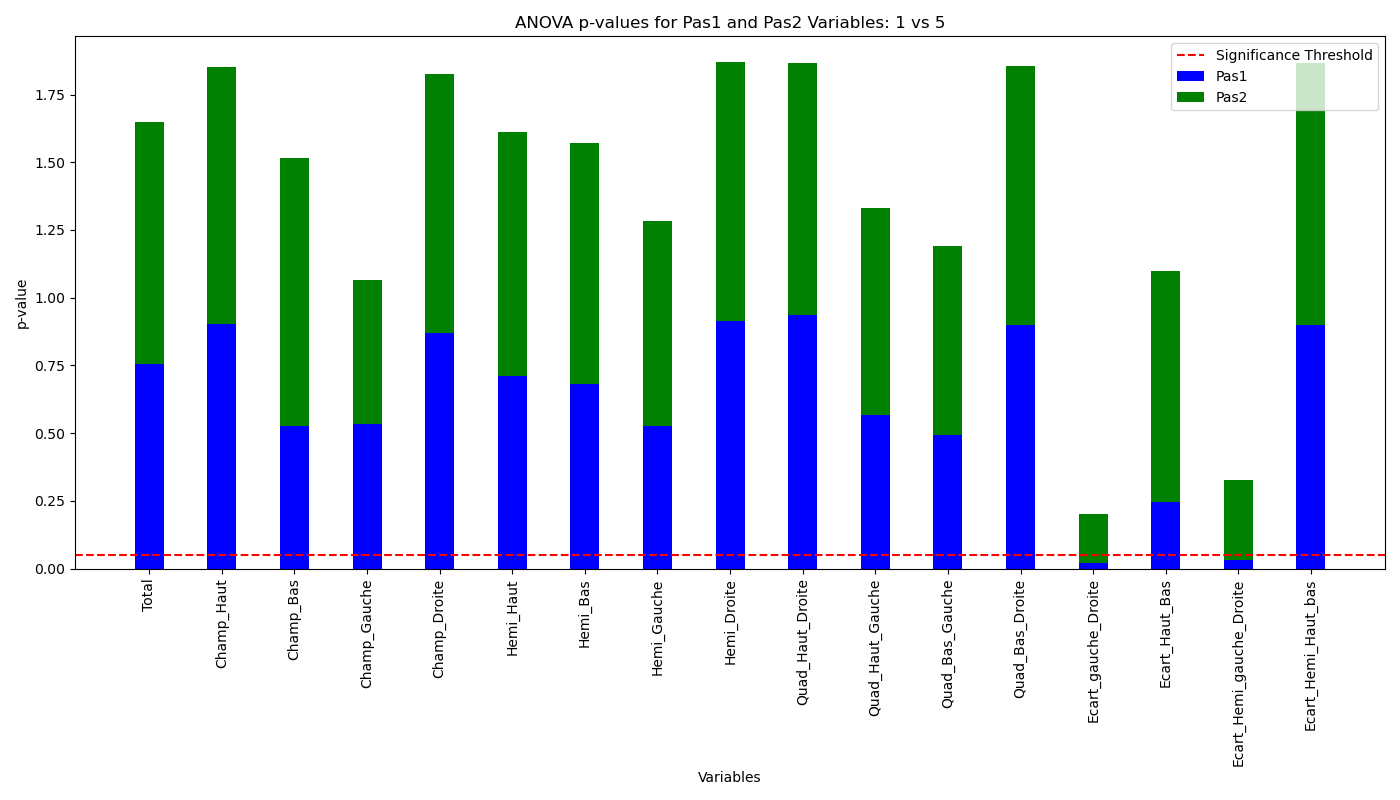 ANOVA p-values for Pas1 and Pas2 Variables: 1 vs 5
Significance Threshold
Pas1
Pas2
p-value
1.75
1.50
1.25
1.00
0.75
0.50
0.25
0.00
Total
Champ_Haut
Champ_Bas
Champ_Gauche
Champ_Droite
Hemi_Haut
Hemi_Bas
Hemi_Gauche
Hemi_Droite
Quad_Haut_Droite
Quad_Haut_Gauche
Quad_Bas_Gauche
Quad_Bas_Droite
Ecart_gauche_Droite
Ecart_Haut_Bas
Ecart_Hemi_gauche_Droite
Ecart_Hemi_Haut_bas
Variables